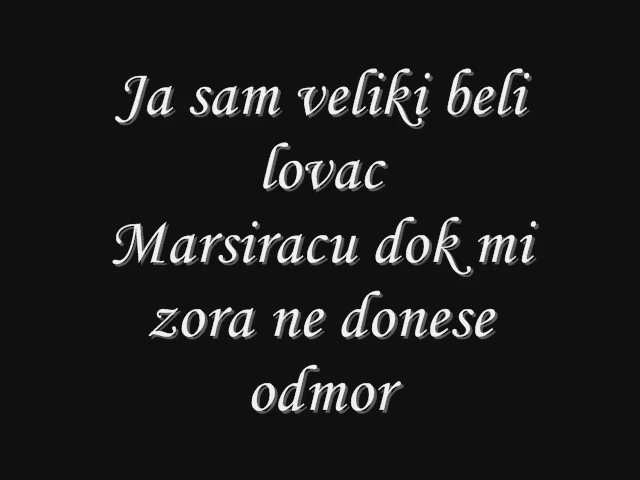 Ja sam veliki beli
lovac
Marsiracu dok mi
zora ne donese
odmor